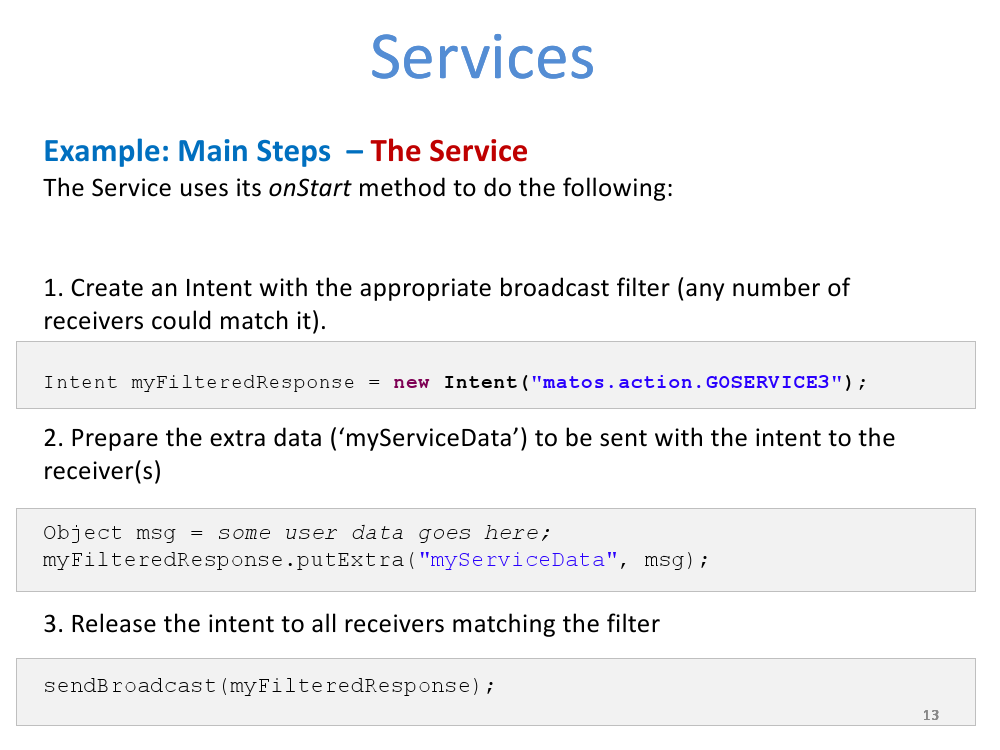 Services
Example: Main Steps – The Service
The Service uses its onStart method to do the following:
1. Create an Intent with the appropriate broadcast filter (any number of
receivers could match it).
Intent myFilteredResponse = new Intent("matos.action.GOSERVICE3");
2. Prepare the extra data (‘myServiceData’) to be sent with the intent to the
receiver(s)
Object msg = some user data goes here;
myFilteredResponse.putExtra("myServiceData", msg);
3. Release the intent to all receivers matching the filter
sendBroadcast(myFilteredResponse);
13